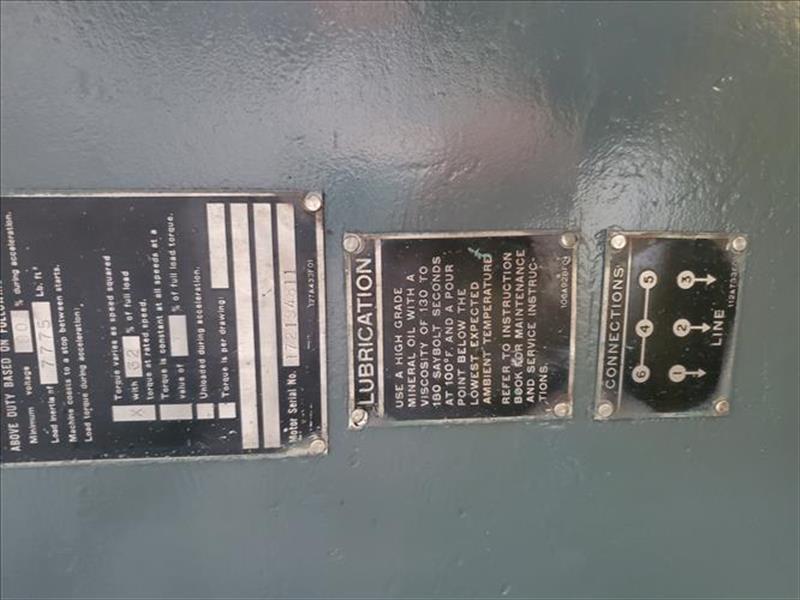 ABOVE DUTY BASED ON
Minimum voltage 80 % during acceleration.
Load inertia of 7775 Lb. ft²
Machine coasts to a stop between starts.
Load torque during acceleration:
X Torque varies as speed squared
with 32 % of full load
torque at rated speed.
Torque is constant at all speeds at a
value of % of full load torque.
Unloaded during acceleration.
Torque is per drawing:
Motor Serial No.
127A433F01
LUBRICATION
USE A HIGH GRADE
MINERAL OIL WITH A
VISCOSITY OF 130 TO
180 SAYBOLT SECONDS
AT 100°F. AND A POUR
POINT BELOW THE
LOWEST EXPECTED
AMBIENT TEMPERATURE
REFER TO INSTRUCTION
BOOK FOR MAINTENANCE
AND SERVICE INSTRUC-
TIONS.
CONNECTIONS
6 4 5
1 2 3
LINE